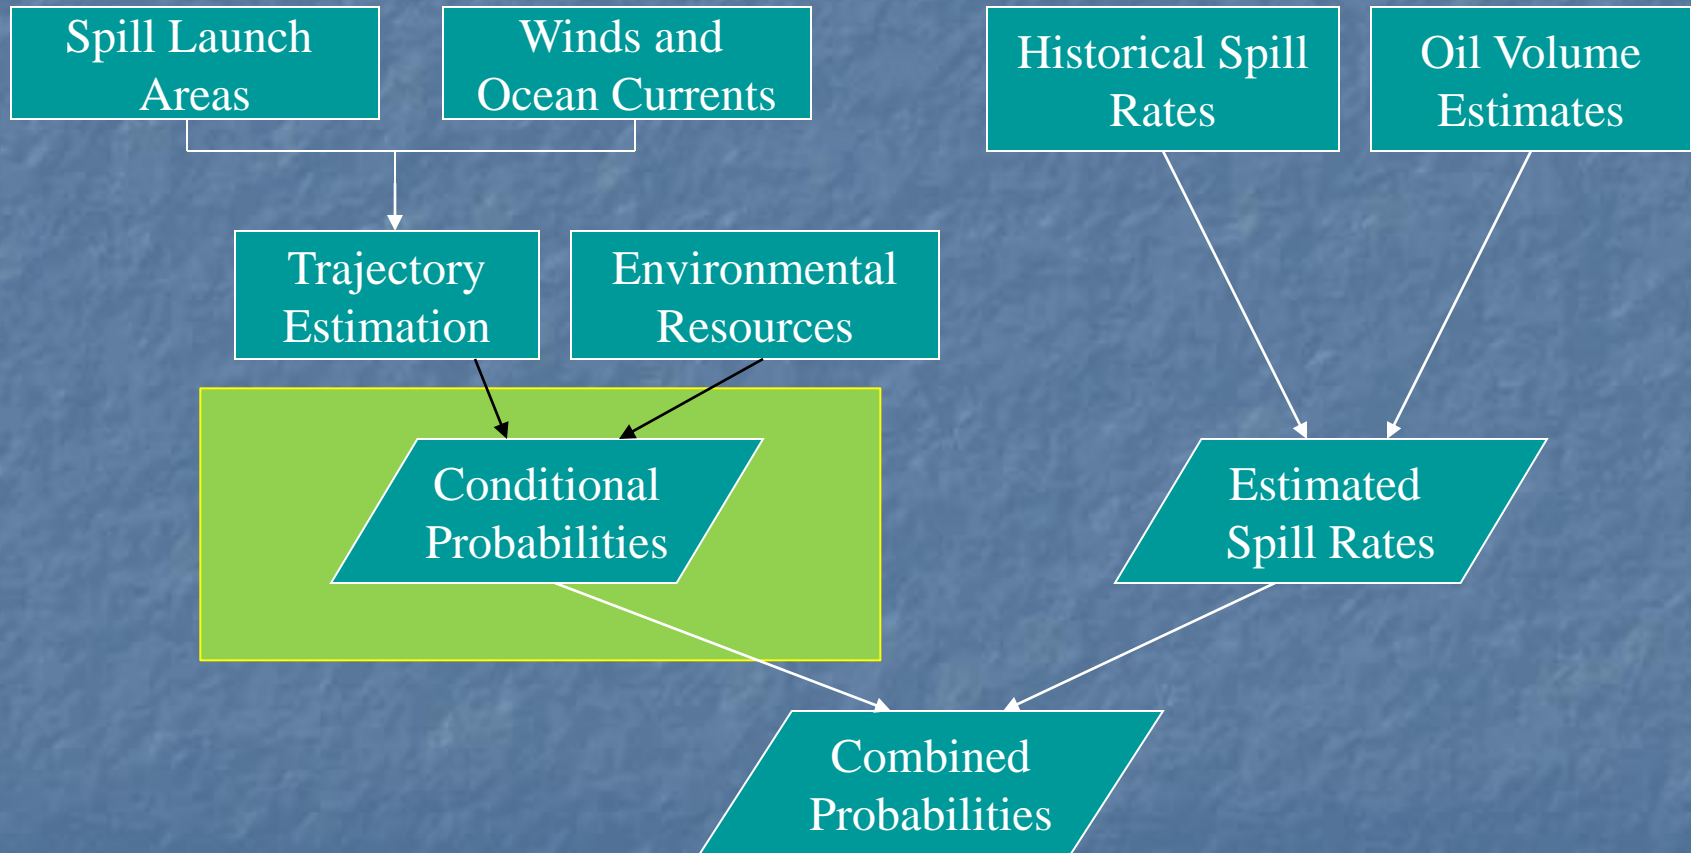 Spill Launch
Areas
Winds and
Ocean Currents
Historical Spill
Rates
Oil Volume
Estimates
Trajectory
Estimation
Environmental
Resources
Conditional
Probabilities
Estimated
Spill Rates
Combined
Probabilities